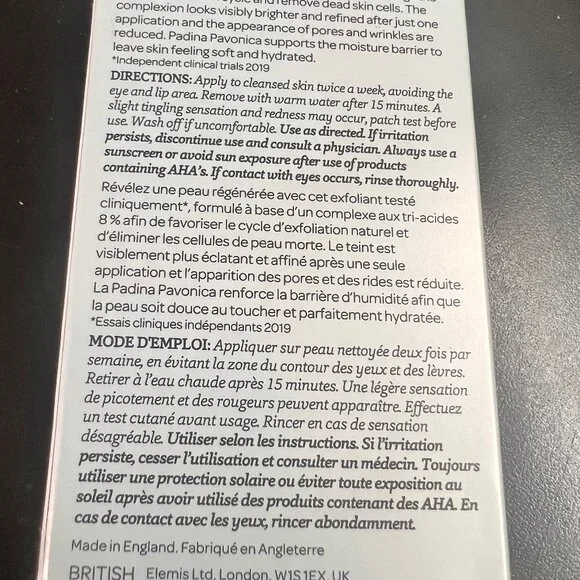 cycle and remove dead skin cells. The
complexion looks visibly brighter and refined after just one
application and the appearance of pores and wrinkles are
reduced. Padina Pavonica supports the moisture barrier to
leave skin feeling soft and hydrated.
*Independent clinical trials 2019
DIRECTIONS: Apply to cleansed skin twice a week, avoiding the
eye and lip area. Remove with warm water after 15 minutes. A
slight tingling sensation and redness may occur, patch test before
use. Wash off if uncomfortable. Use as directed. If irritation
persists, discontinue use and consult a physician. Always use a
sunscreen or avoid sun exposure after use of products
containing AHA's. If contact with eyes occurs, rinse thoroughly.
Révélez une peau régénérée avec cet exfoliant testé
cliniquement*, formulé à base d'un complexe aux tri-acides
8 % afin de favoriser le cycle d'exfoliation naturel et
d'éliminer les cellules de peau morte. Le teint est
visiblement plus éclatant et affiné après une seule
application et l'apparition des pores et des rides est réduite.
La Padina Pavonica renforce la barrière d'humidité afin que
la peau soit douce au toucher et parfaitement hydratée.
*Essais cliniques indépendants 2019
MODE D'EMPLOI: Appliquer sur peau nettoyée deux fois par
semaine, en évitant la zone du contour des yeux et des lèvres.
Retirer à l'eau chaude après 15 minutes. Une légère sensation
de picotement et des rougeurs peuvent apparaître. Effectuez
un test cutané avant usage. Rincer en cas de sensation
désagréable. Utiliser selon les instructions. Si l'irritation
persiste, cesser l'utilisation et consulter un médecin. Toujours
utiliser une protection solaire ou éviter toute exposition au
soleil après avoir utilisé des produits contenant des AHA. En
cas de contact avec les yeux, rincer abondamment.
Made in England. Fabriqué en Angleterre
BRITISH Elemis Ltd, London, W1S 1EX, UK